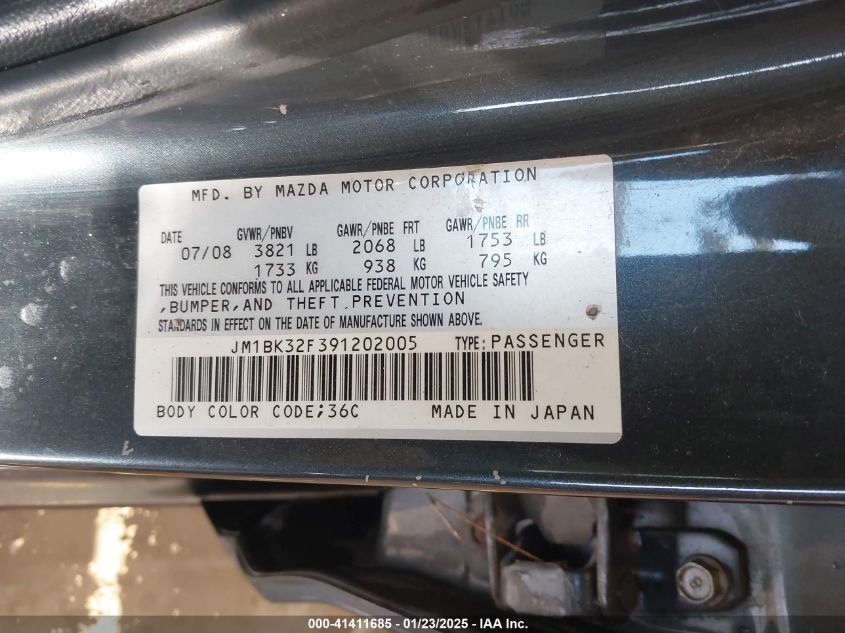 MFD. BY MAZDA MOTOR CORPORATION
DATE GVWR/PNBV GAWR/PNBE FRT GAWR/PNBE RR
07/08 3821 LB 2068 LB 1753 LB
1733 KG 938 KG 795 KG
THIS VEHICLE CONFORMS TO ALL APPLICABLE FEDERAL MOTOR VEHICLE SAFETY
,BUMPER,AND THEFT PREVENTION
STANDARDS IN EFFECT ON THE DATE OF MANUFACTURE SHOWN ABOVE.
JM1BK32F391202005 TYPE: PASSENGER
BODY COLOR CODE;36C MADE IN JAPAN
000-41411685 - 01/23/2025 - IAA Inc.